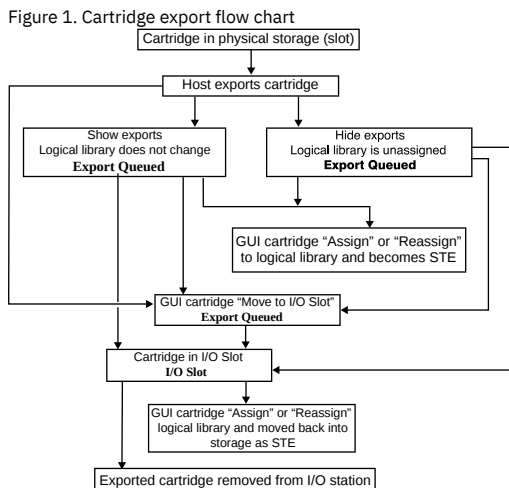 Figure 1. Cartridge export flow chart
Cartridge in physical storage (slot)
Host exports cartridge
Show exports
Logical library does not change
Export Queued
Hide exports
Logical library is unassigned
Export Queued
GUI cartridge “Assign” or “Reassign”
to logical library and becomes STE
GUI cartridge “Move to I/O Slot”
Export Queued
Cartridge in I/O Slot
I/O Slot
GUI cartridge “Assign” or “Reassign”
logical library and moved back into
storage as STE
Exported cartridge removed from I/O station